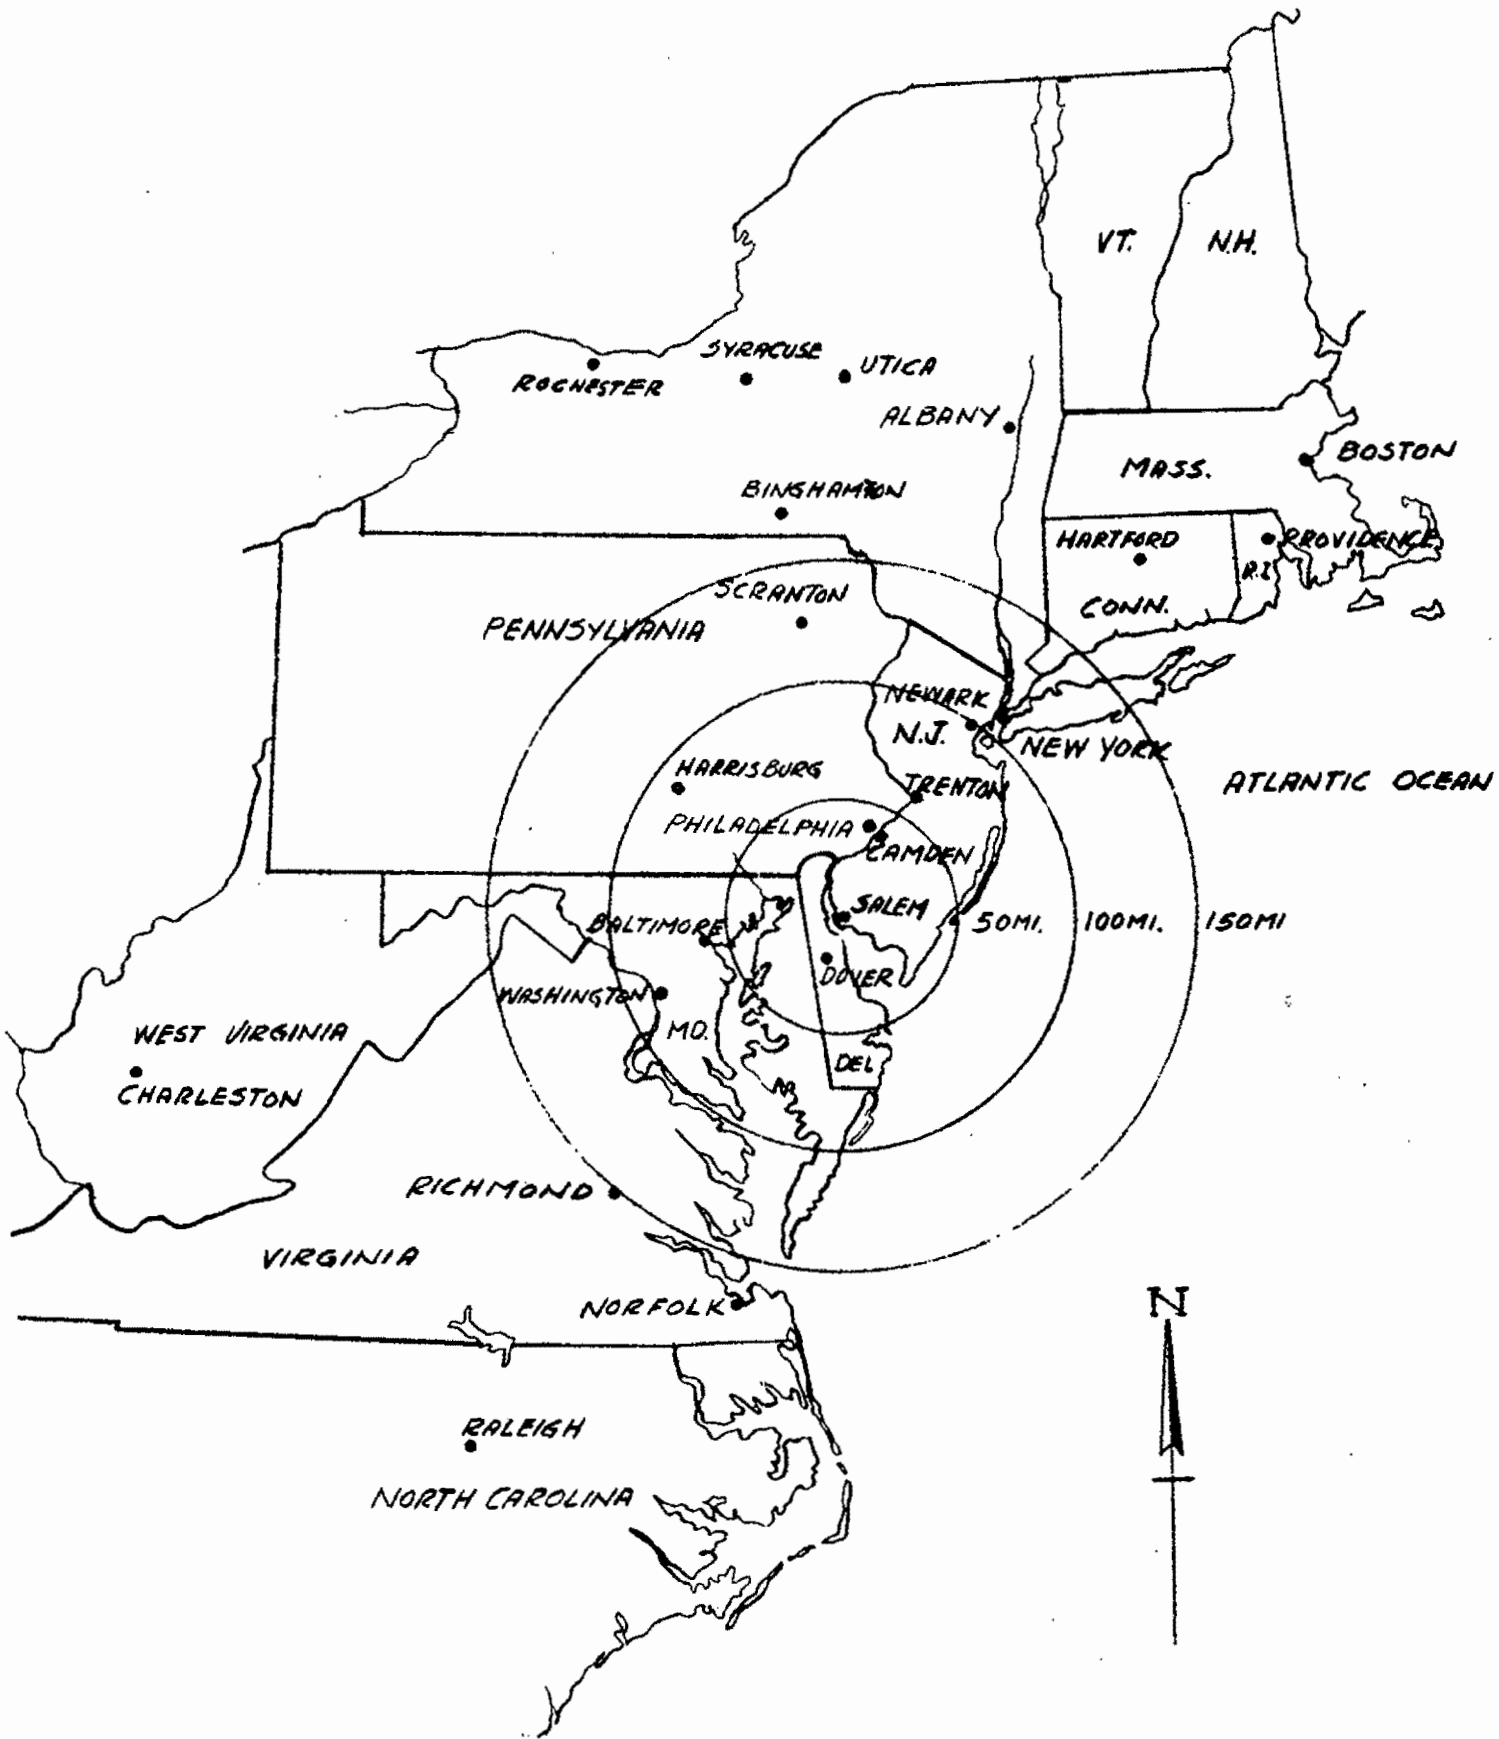 VT.
N.H.
SYRACUSE
UTICA
ROCHESTER
ALBANY
BOSTON
MASS.
BINGHAMTON
HARTFORD
PROVIDENCE
R.I.
SCRANTON
CONN.
PENNSYLVANIA
NEWARK
N.J.
NEW YORK
HARRISBURG
ATLANTIC OCEAN
TRENTON
PHILADELPHIA
CAMDEN
SALEM
BALTIMORE
50MI.
100MI.
150MI
DOVER
WASHINGTON
MD.
WEST VIRGINIA
DEL
CHARLESTON
RICHMOND
VIRGINIA
NORFOLK
N
RALEIGH
NORTH CAROLINA